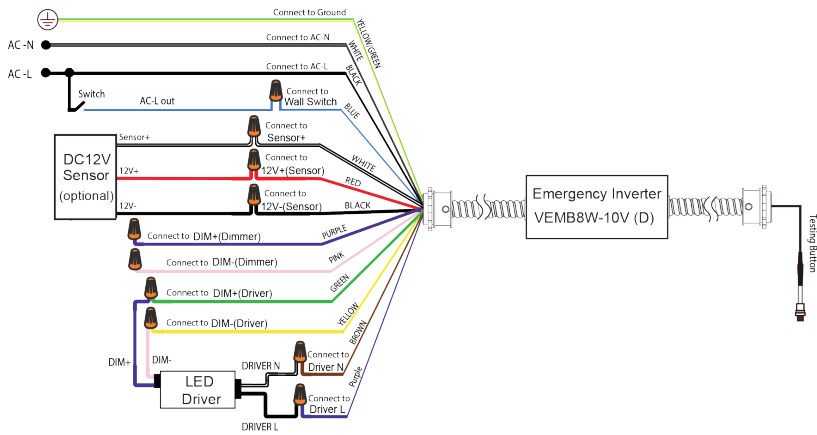 Connect to Ground
YELLOW/GREEN
AC-N
Connect to AC-N
WHITE
AC-L
Connect to AC-L
BLACK
Switch
AC-L out
Connect to
Wall Switch
BLUE
DC12V
Sensor
(optional)
Sensor+
Connect to
Sensor+
WHITE
12V+
Connect to
12V+(Sensor)
RED
12V-
Connect to
12V-(Sensor)
BLACK
Connect to DIM+(Dimmer)
PURPLE
Connect to DIM-(Dimmer)
PINK
Connect to DIM+(Driver)
GREEN
Connect to DIM-(Driver)
YELLOW
DIM+
DIM-
LED
Driver
DRIVER N
Connect to
Driver N
BROWN
DRIVER L
Connect to
Driver L
Purple
Emergency Inverter
VEMB8W-10V (D)
Testing Button